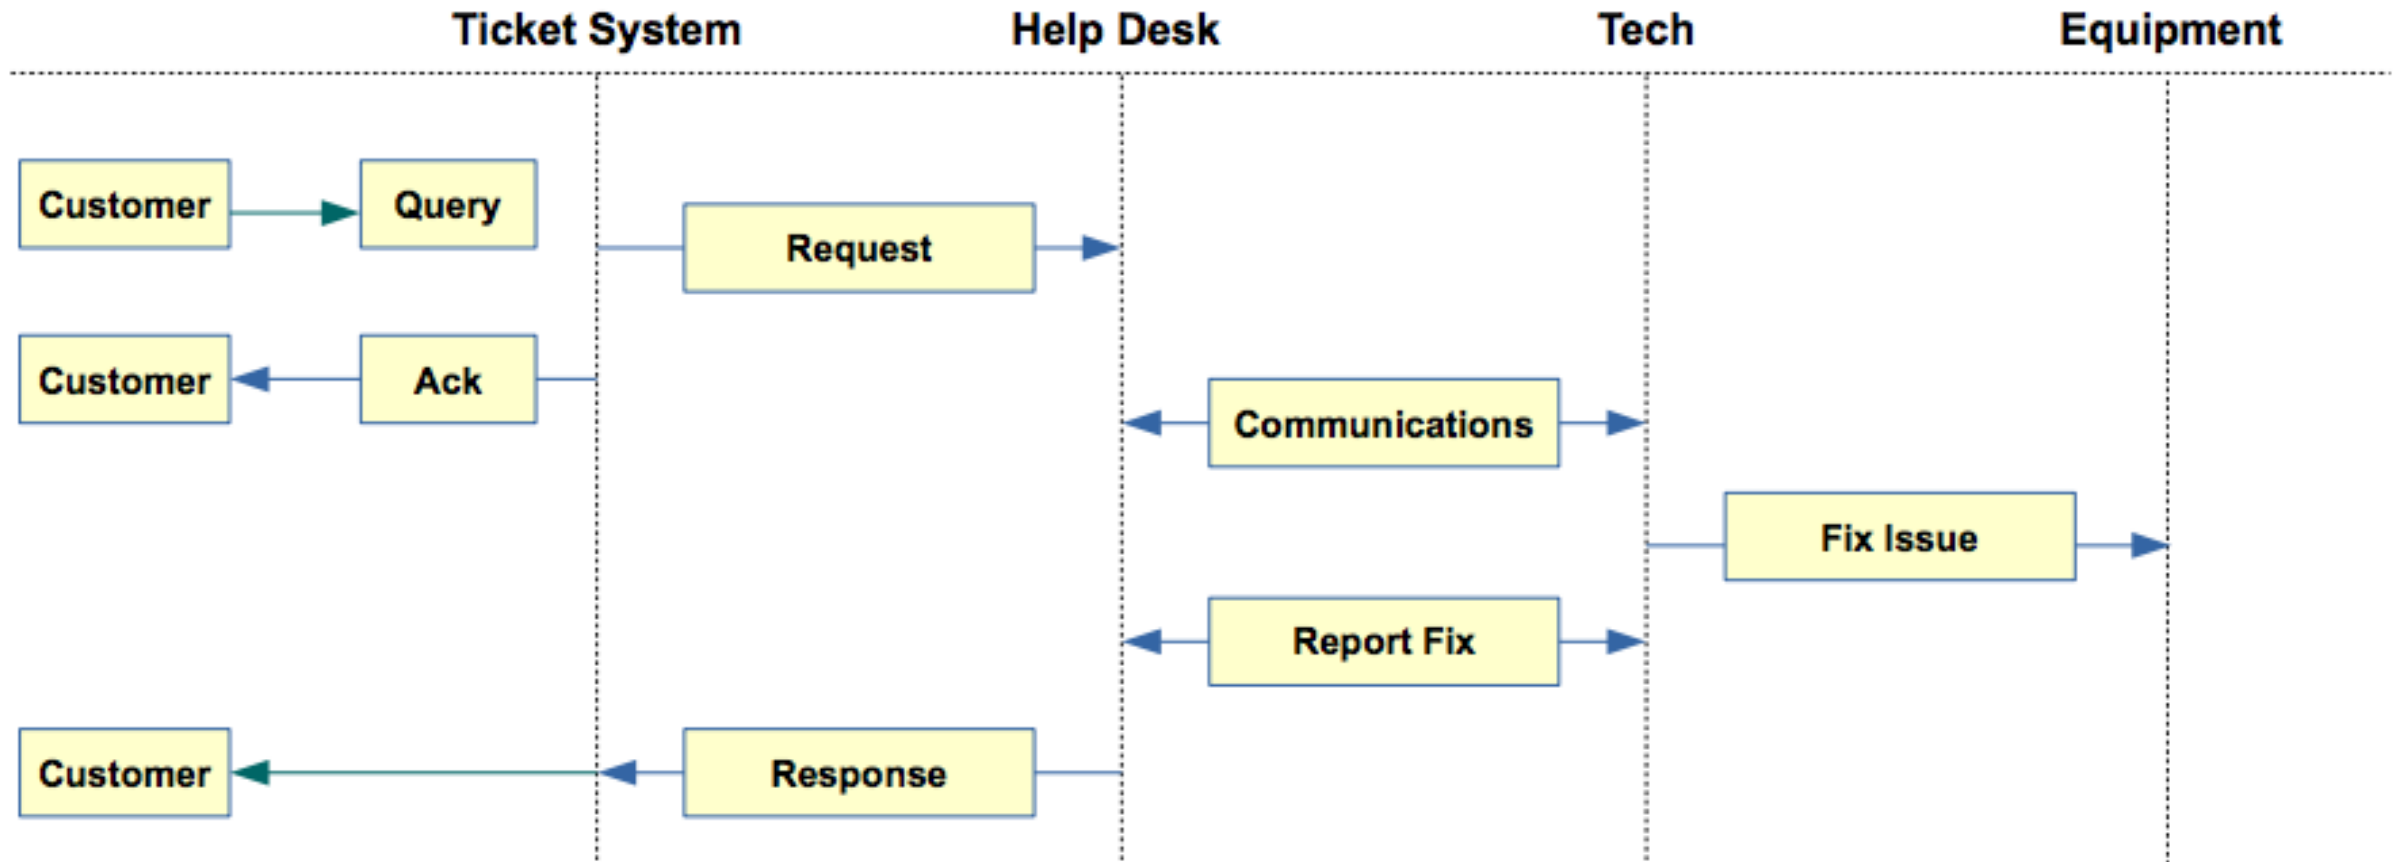 Ticket System
Help Desk
Tech
Equipment
Customer
Query
Request
Customer
Ack
Communications
Fix Issue
Report Fix
Customer
Response